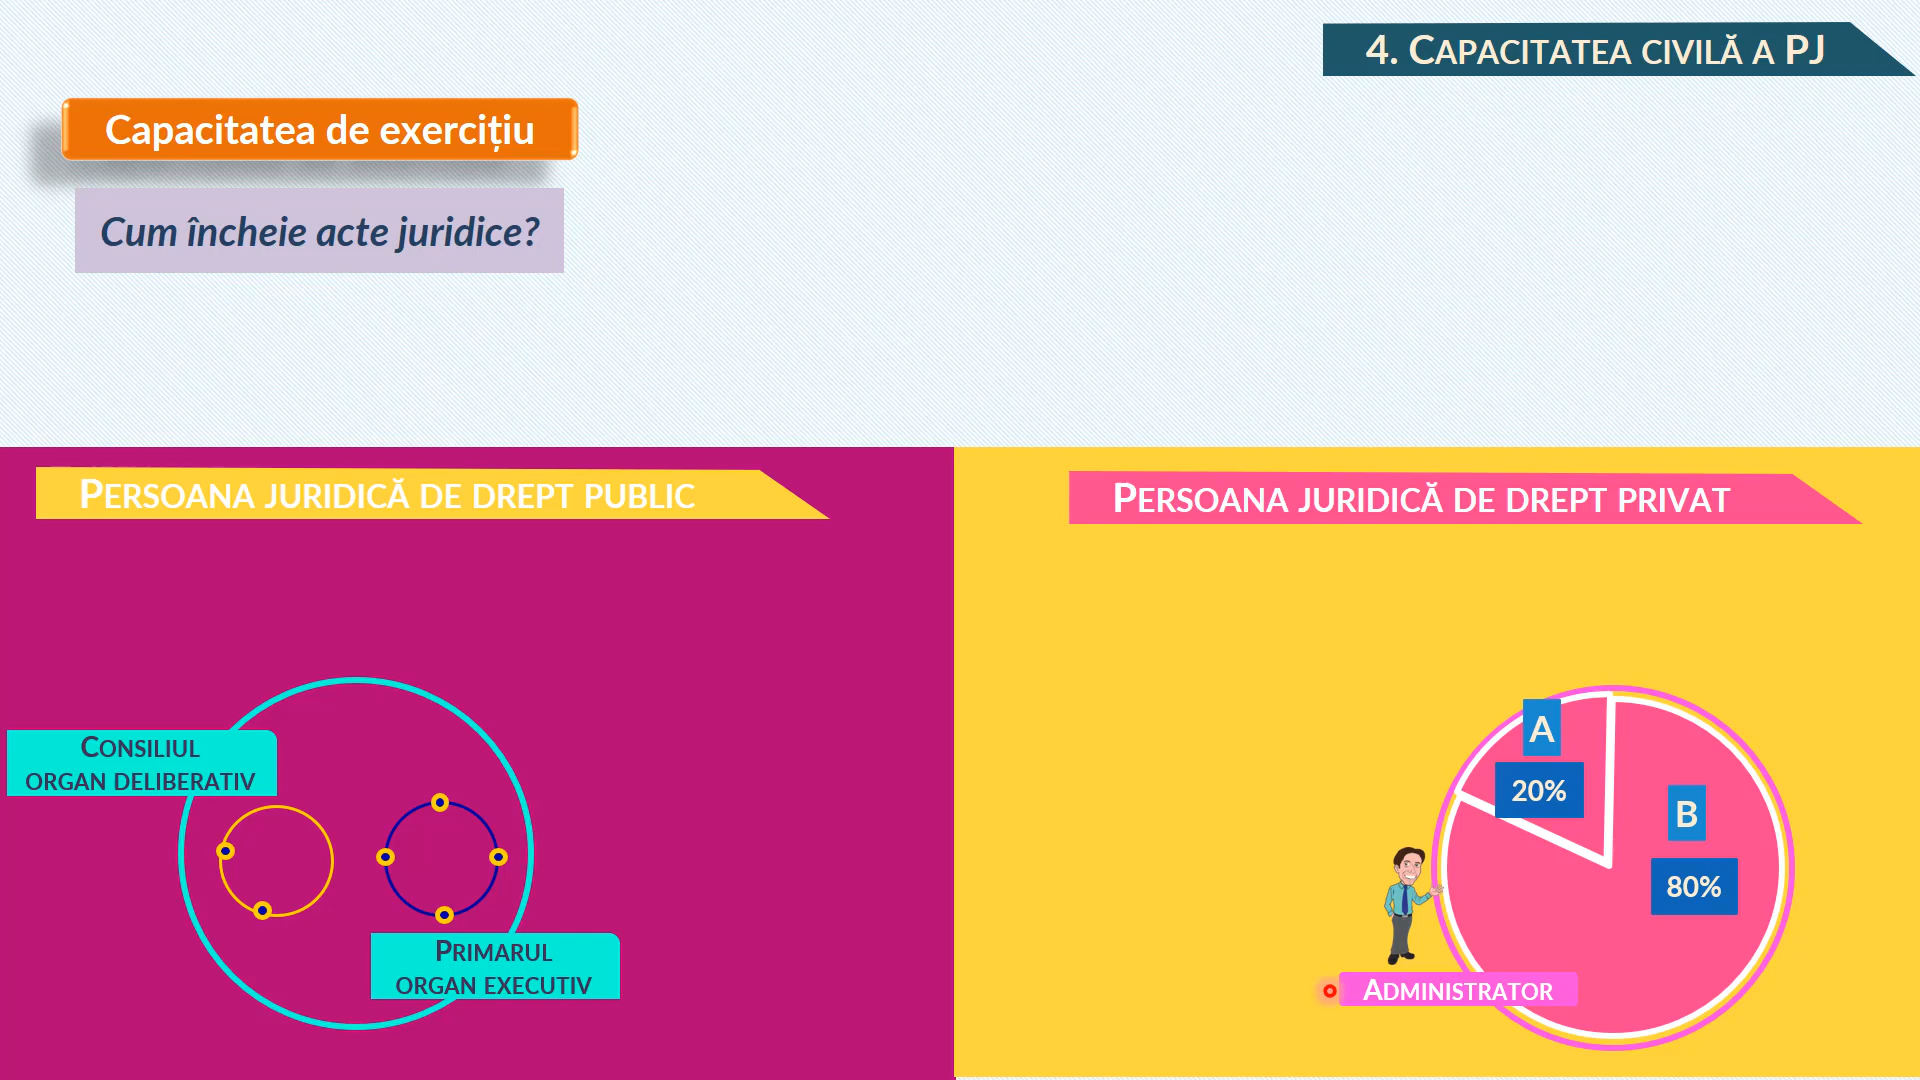 4. CAPACITATEA CIVILĂ A PJ
Capacitatea de exercițiu
Cum încheie acte juridice?
PERSOANA JURIDICĂ DE DREPT PUBLIC
CONSILIUL
ORGAN DELIBERATIV
PRIMARUL
ORGAN EXECUTIV
PERSOANA JURIDICĂ DE DREPT PRIVAT
A
20%
B
80%
ADMINISTRATOR